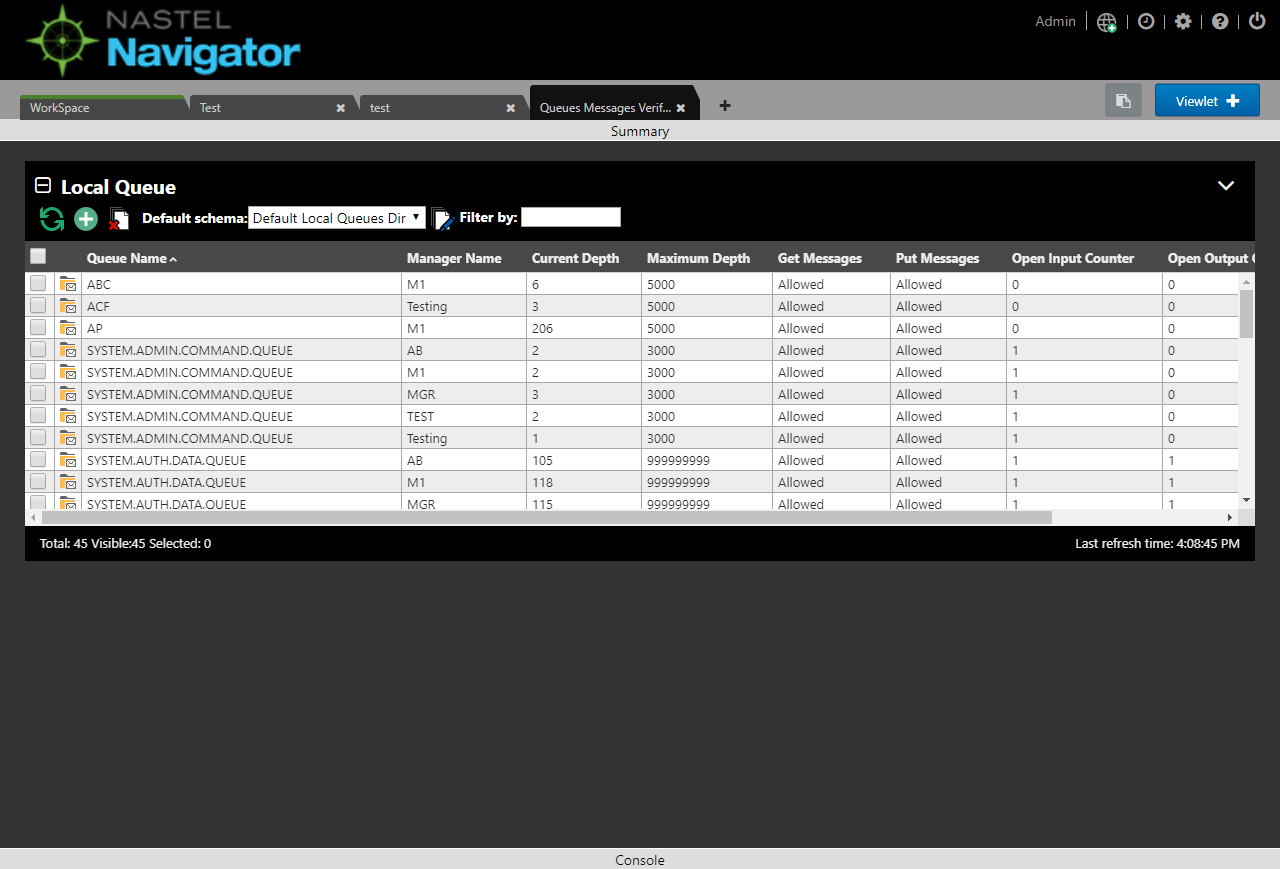 NASTEL
Navigator
Admin
WorkSpace
Test
test
Queues Messages Verif...
Viewlet
Summary
Local Queue
Default schema: Default Local Queues Dir Filter by:
Queue Name Manager Name Current Depth Maximum Depth Get Messages Put Messages Open Input Counter Open Output
ABC M1 6 5000 Allowed Allowed 0 0
ACF Testing 3 5000 Allowed Allowed 0 0
AP M1 206 5000 Allowed Allowed 0 0
SYSTEM.ADMIN.COMMAND.QUEUE AB 2 3000 Allowed Allowed 1 0
SYSTEM.ADMIN.COMMAND.QUEUE M1 2 3000 Allowed Allowed 1 0
SYSTEM.ADMIN.COMMAND.QUEUE MGR 3 3000 Allowed Allowed 1 0
SYSTEM.ADMIN.COMMAND.QUEUE TEST 2 3000 Allowed Allowed 1 0
SYSTEM.ADMIN.COMMAND.QUEUE Testing 1 3000 Allowed Allowed 1 0
SYSTEM.AUTH.DATA.QUEUE AB 105 999999999 Allowed Allowed 1 1
SYSTEM.AUTH.DATA.QUEUE M1 118 999999999 Allowed Allowed 1 1
SYSTEM.AUTH.DATA.QUEUE MGR 115 999999999 Allowed Allowed 1 1
Total: 45 Visible:45 Selected: 0
Last refresh time: 4:08:45 PM
Console